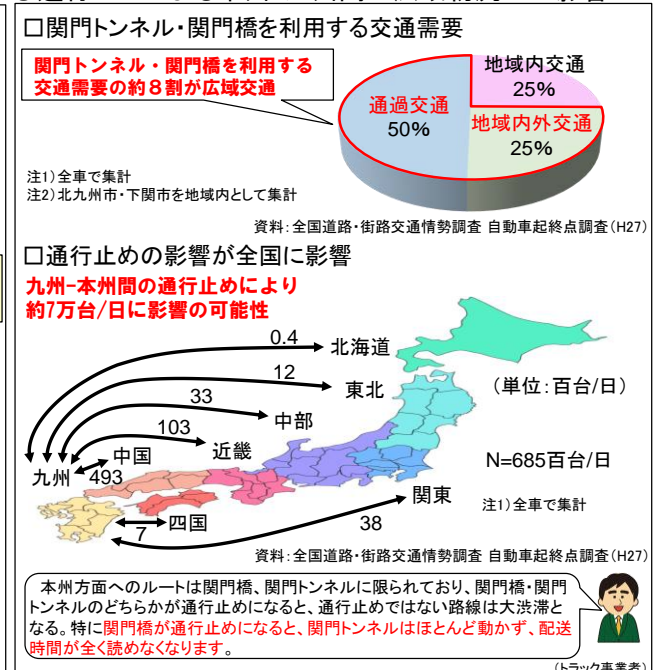 □関門トンネル・関門橋を利用する交通需要
関門トンネル・関門橋を利用する
交通需要の約8割が広域交通
地域内交通
25%
通過交通
50%
地域内外交通
25%
注1)全車で集計
注2)北九州市・下関市を地域内として集計
資料:全国道路・街路交通情勢調査 自動車起終点調査(H27)
□通行止めの影響が全国に影響
九州-本州間の通行止めにより
約7万台/日に影響の可能性
0.4
北海道
12
東北
(単位:百台/日)
33
中部
103
近畿
中国
九州
493
N=685百台/日
関東
注1)全車で集計
四国
7
38
資料:全国道路・街路交通情勢調査 自動車起終点調査(H27)
本州方面へのルートは関門橋、関門トンネルに限られており、関門橋・関門
トンネルのどちらかが通行止めになると、通行止めではない路線は大渋滞と
なる。特に関門橋が通行止めになると、関門トンネルはほとんど動かず、配送
時間が全く読めなくなります。
(トラック事業者)